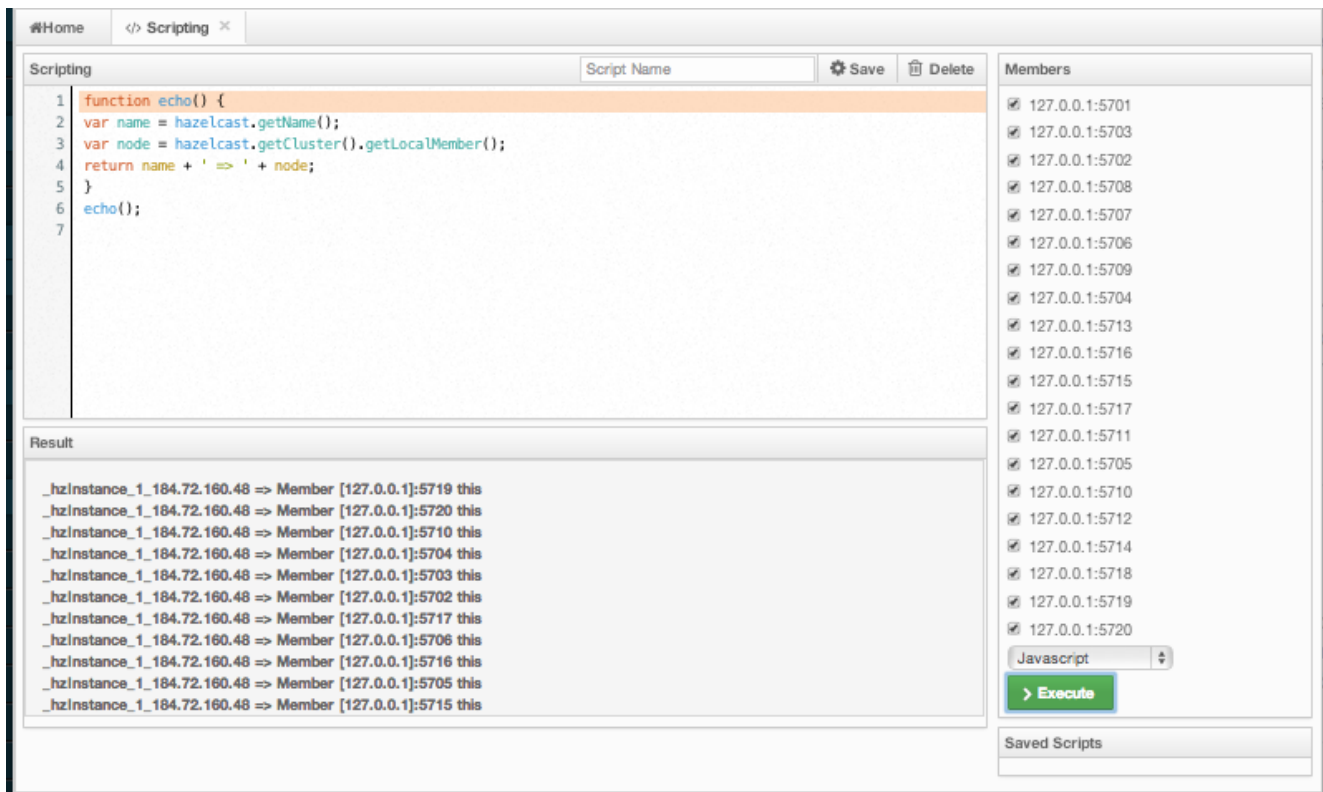 Home </> Scripting ×
Scripting Script Name Save Delete
1 function echo() {
2 var name = hazelcast.getName();
3 var node = hazelcast.getCluster().getLocalMember();
4 return name + ' => ' + node;
5 }
6 echo();
7
Result
_hzInstance_1_184.72.160.48 => Member [127.0.0.1]:5719 this
_hzInstance_1_184.72.160.48 => Member [127.0.0.1]:5720 this
_hzInstance_1_184.72.160.48 => Member [127.0.0.1]:5710 this
_hzInstance_1_184.72.160.48 => Member [127.0.0.1]:5704 this
_hzInstance_1_184.72.160.48 => Member [127.0.0.1]:5703 this
_hzInstance_1_184.72.160.48 => Member [127.0.0.1]:5702 this
_hzInstance_1_184.72.160.48 => Member [127.0.0.1]:5717 this
_hzInstance_1_184.72.160.48 => Member [127.0.0.1]:5706 this
_hzInstance_1_184.72.160.48 => Member [127.0.0.1]:5716 this
_hzInstance_1_184.72.160.48 => Member [127.0.0.1]:5705 this
_hzInstance_1_184.72.160.48 => Member [127.0.0.1]:5715 this
Members
127.0.0.1:5701
127.0.0.1:5703
127.0.0.1:5702
127.0.0.1:5708
127.0.0.1:5707
127.0.0.1:5706
127.0.0.1:5709
127.0.0.1:5704
127.0.0.1:5713
127.0.0.1:5716
127.0.0.1:5715
127.0.0.1:5717
127.0.0.1:5711
127.0.0.1:5705
127.0.0.1:5710
127.0.0.1:5712
127.0.0.1:5714
127.0.0.1:5718
127.0.0.1:5719
127.0.0.1:5720
Javascript
> Execute
Saved Scripts